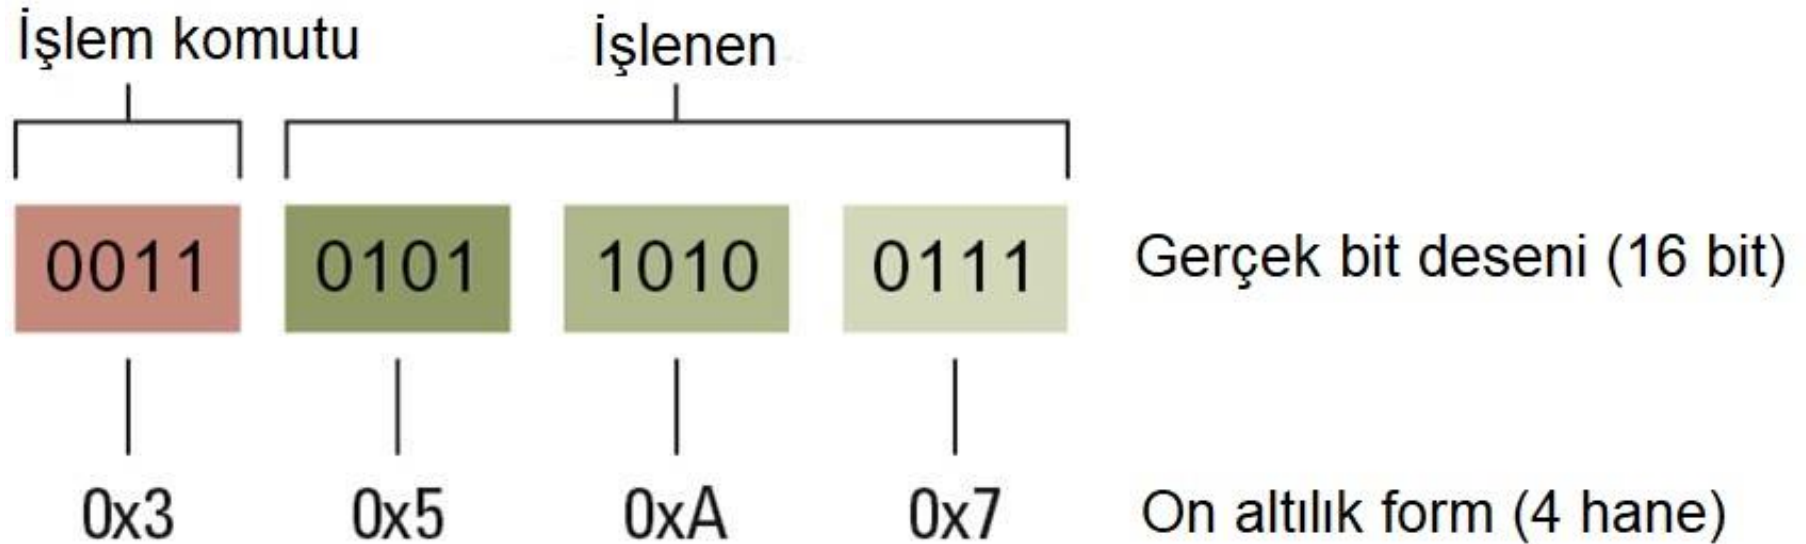 İşlem komutu İşlenen
0011 0101 1010 0111 Gerçek bit deseni (16 bit)
0x3 0x5 0xA 0x7 On altılık form (4 hane)